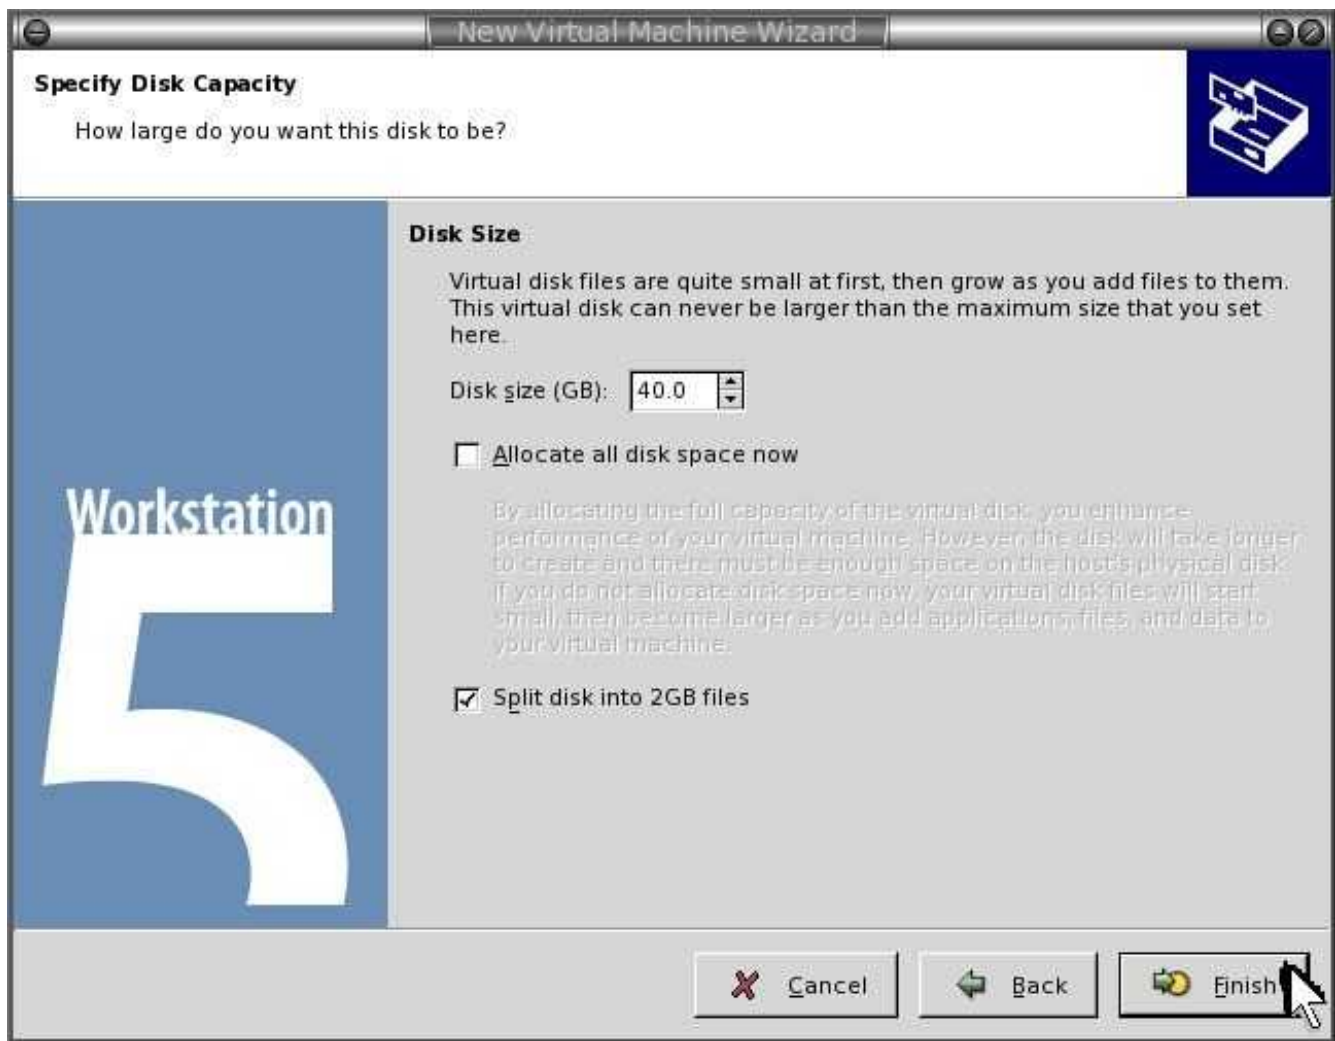 New Virtual Machine Wizard
Specify Disk Capacity
How large do you want this disk to be?
Disk Size
Virtual disk files are quite small at first, then grow as you add files to them.
This virtual disk can never be larger than the maximum size that you set
here.
Disk size (GB): 40.0
Allocate all disk space now
By allocating the full capacity of the virtual disk, you enhance
performance of your virtual machine. However, the disk will take longer
to create and there must be enough space on the host's physical disk.
If you do not allocate disk space now, your virtual disk files will start
small, then become larger as you add applications, files, and data to
your virtual machine.
Split disk into 2GB files
Workstation
5
Cancel
Back
Finish